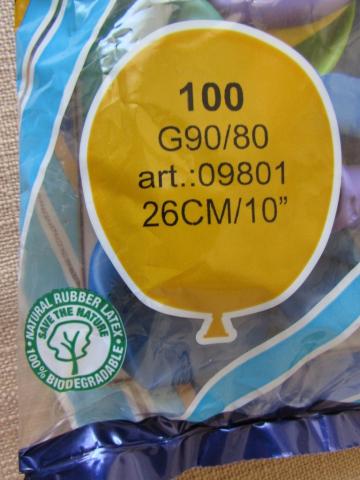 100
G90/80
art.:09801
26CM/10”
· NATURAL RUBBER LATEX ·
SAVE THE NATURE
100% BIODEGRADABLE